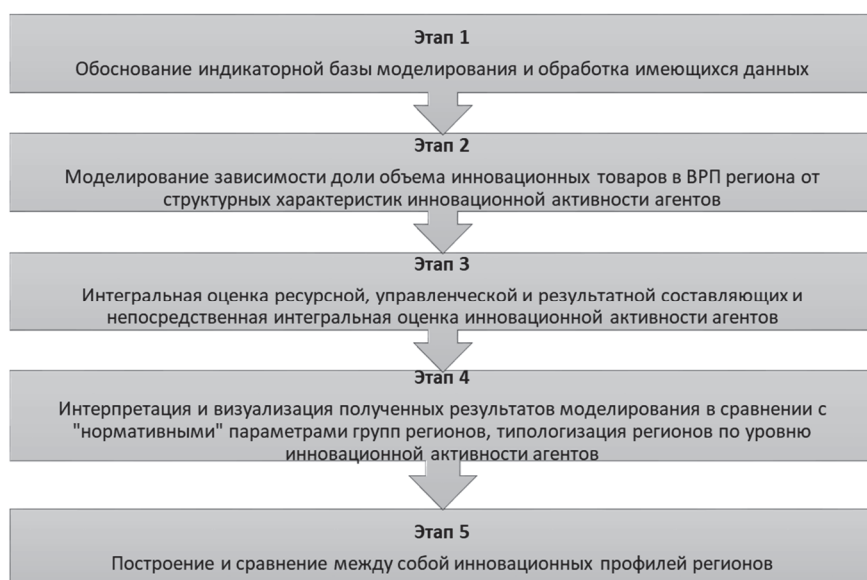 Этап 1
Обоснование индикаторной базы моделирования и обработка имеющихся данных
Этап 2
Моделирование зависимости доли объема инновационных товаров в ВРП региона от
структурных характеристик инновационной активности агентов
Этап 3
Интегральная оценка ресурсной, управленческой и результатной составляющих и
непосредственная интегральная оценка инновационной активности агентов
Этап 4
Интерпретация и визуализация полученных результатов моделирования в сравнении с
"нормативными" параметрами групп регионов, типологизация регионов по уровню
инновационной активности агентов
Этап 5
Построение и сравнение между собой инновационных профилей регионов